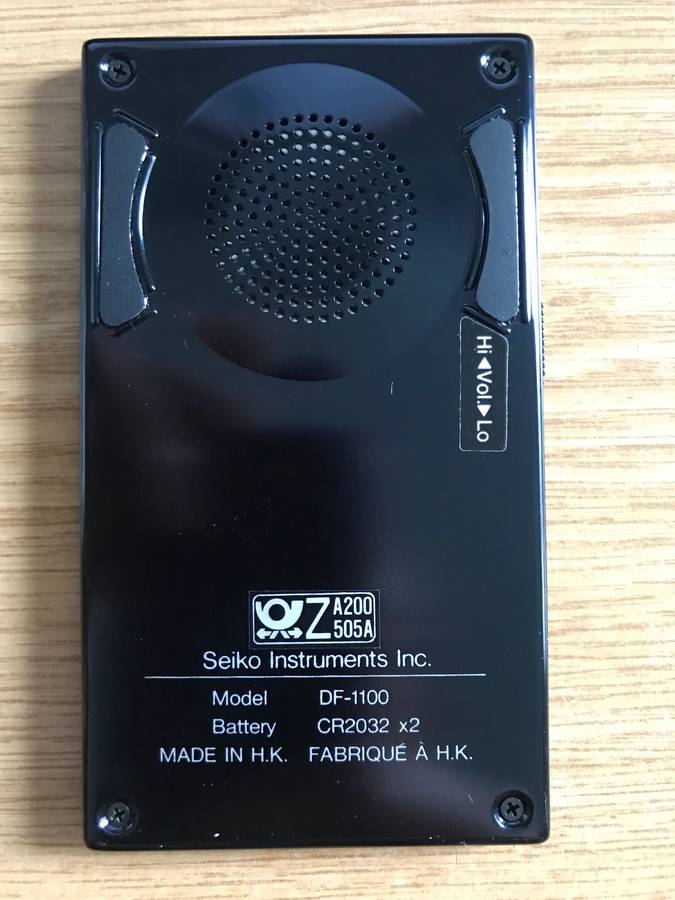 Hi ◀Vol.▶ Lo
Z A200
505A
Seiko Instruments Inc.
Model DF-1100
Battery CR2032 x2
MADE IN H.K. FABRIQUÉ À H.K.